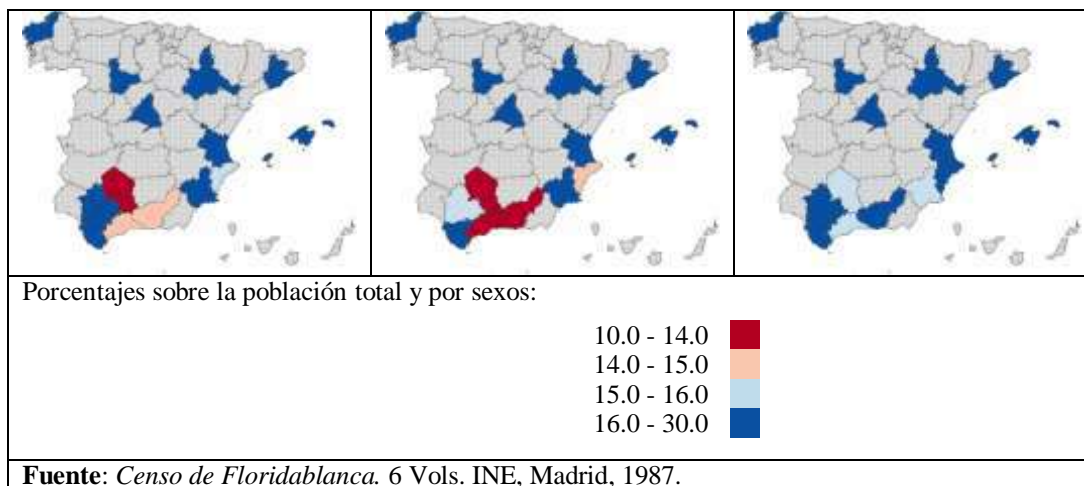 Porcentajes sobre la población total y por sexos:
10.0 - 14.0
14.0 - 15.0
15.0 - 16.0
16.0 - 30.0
Fuente: Censo de Floridablanca. 6 Vols. INE, Madrid, 1987.